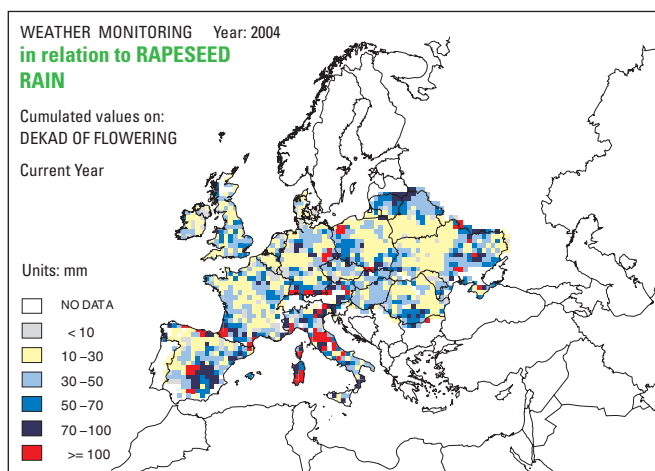 WEATHER MONITORING Year: 2004
in relation to RAPESEED
RAIN
Cumulated values on:
DEKAD OF FLOWERING
Current Year
Units: mm
NO DATA
< 10
10 –30
30 –50
50 –70
70 –100
>= 100